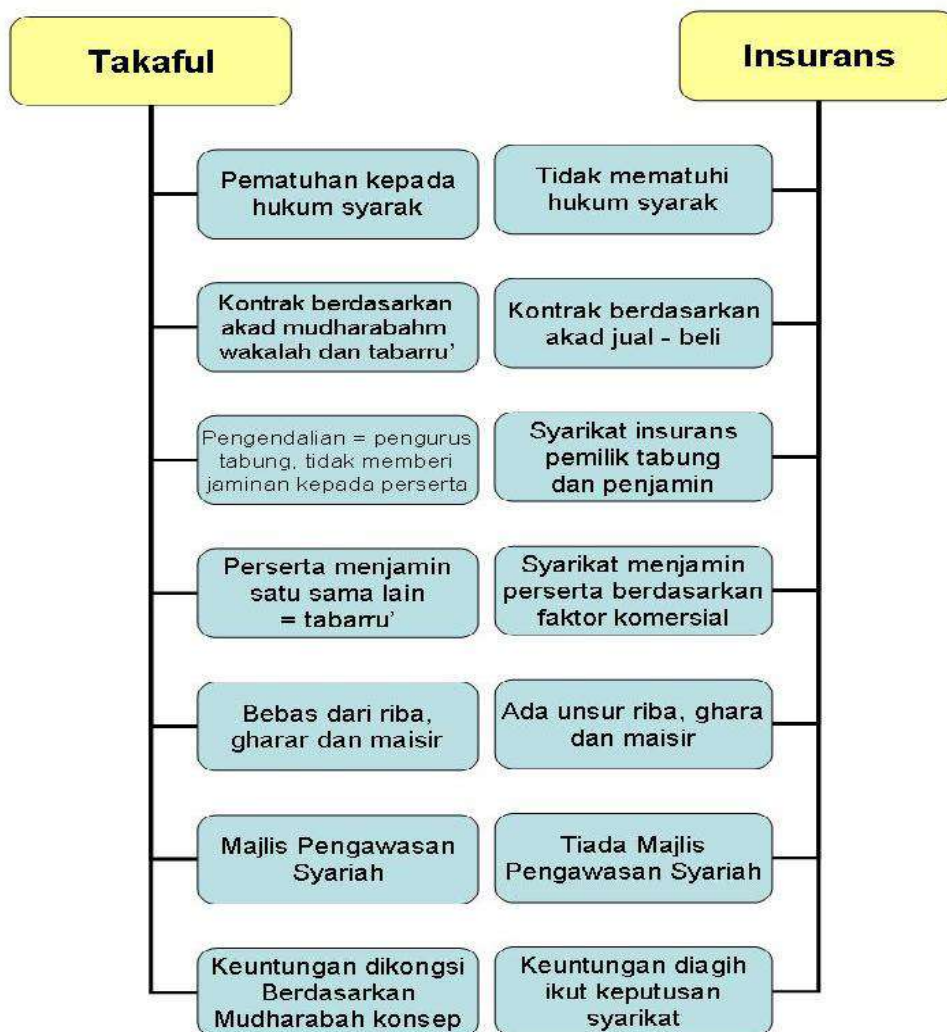 Takaful
Insurans
Pematuhan kepada
hukum syarak
Tidak mematuhi
hukum syarak
Kontrak berdasarkan
akad mudharabahm
wakalah dan tabarru'
Kontrak berdasarkan
akad jual - beli
Pengendalian = pengurus
tabung, tidak memberi
jaminan kepada perserta
Syarikat insurans
pemilik tabung
dan penjamin
Perserta menjamin
satu sama lain
= tabarru'
Syarikat menjamin
perserta berdasarkan
faktor komersial
Bebas dari riba,
gharar dan maisir
Ada unsur riba, ghara
dan maisir
Majlis Pengawasan
Syariah
Tiada Majlis
Pengawasan Syariah
Keuntungan dikongsi
Berdasarkan
Mudharabah konsep
Keuntungan diagih
ikut keputusan
syarikat